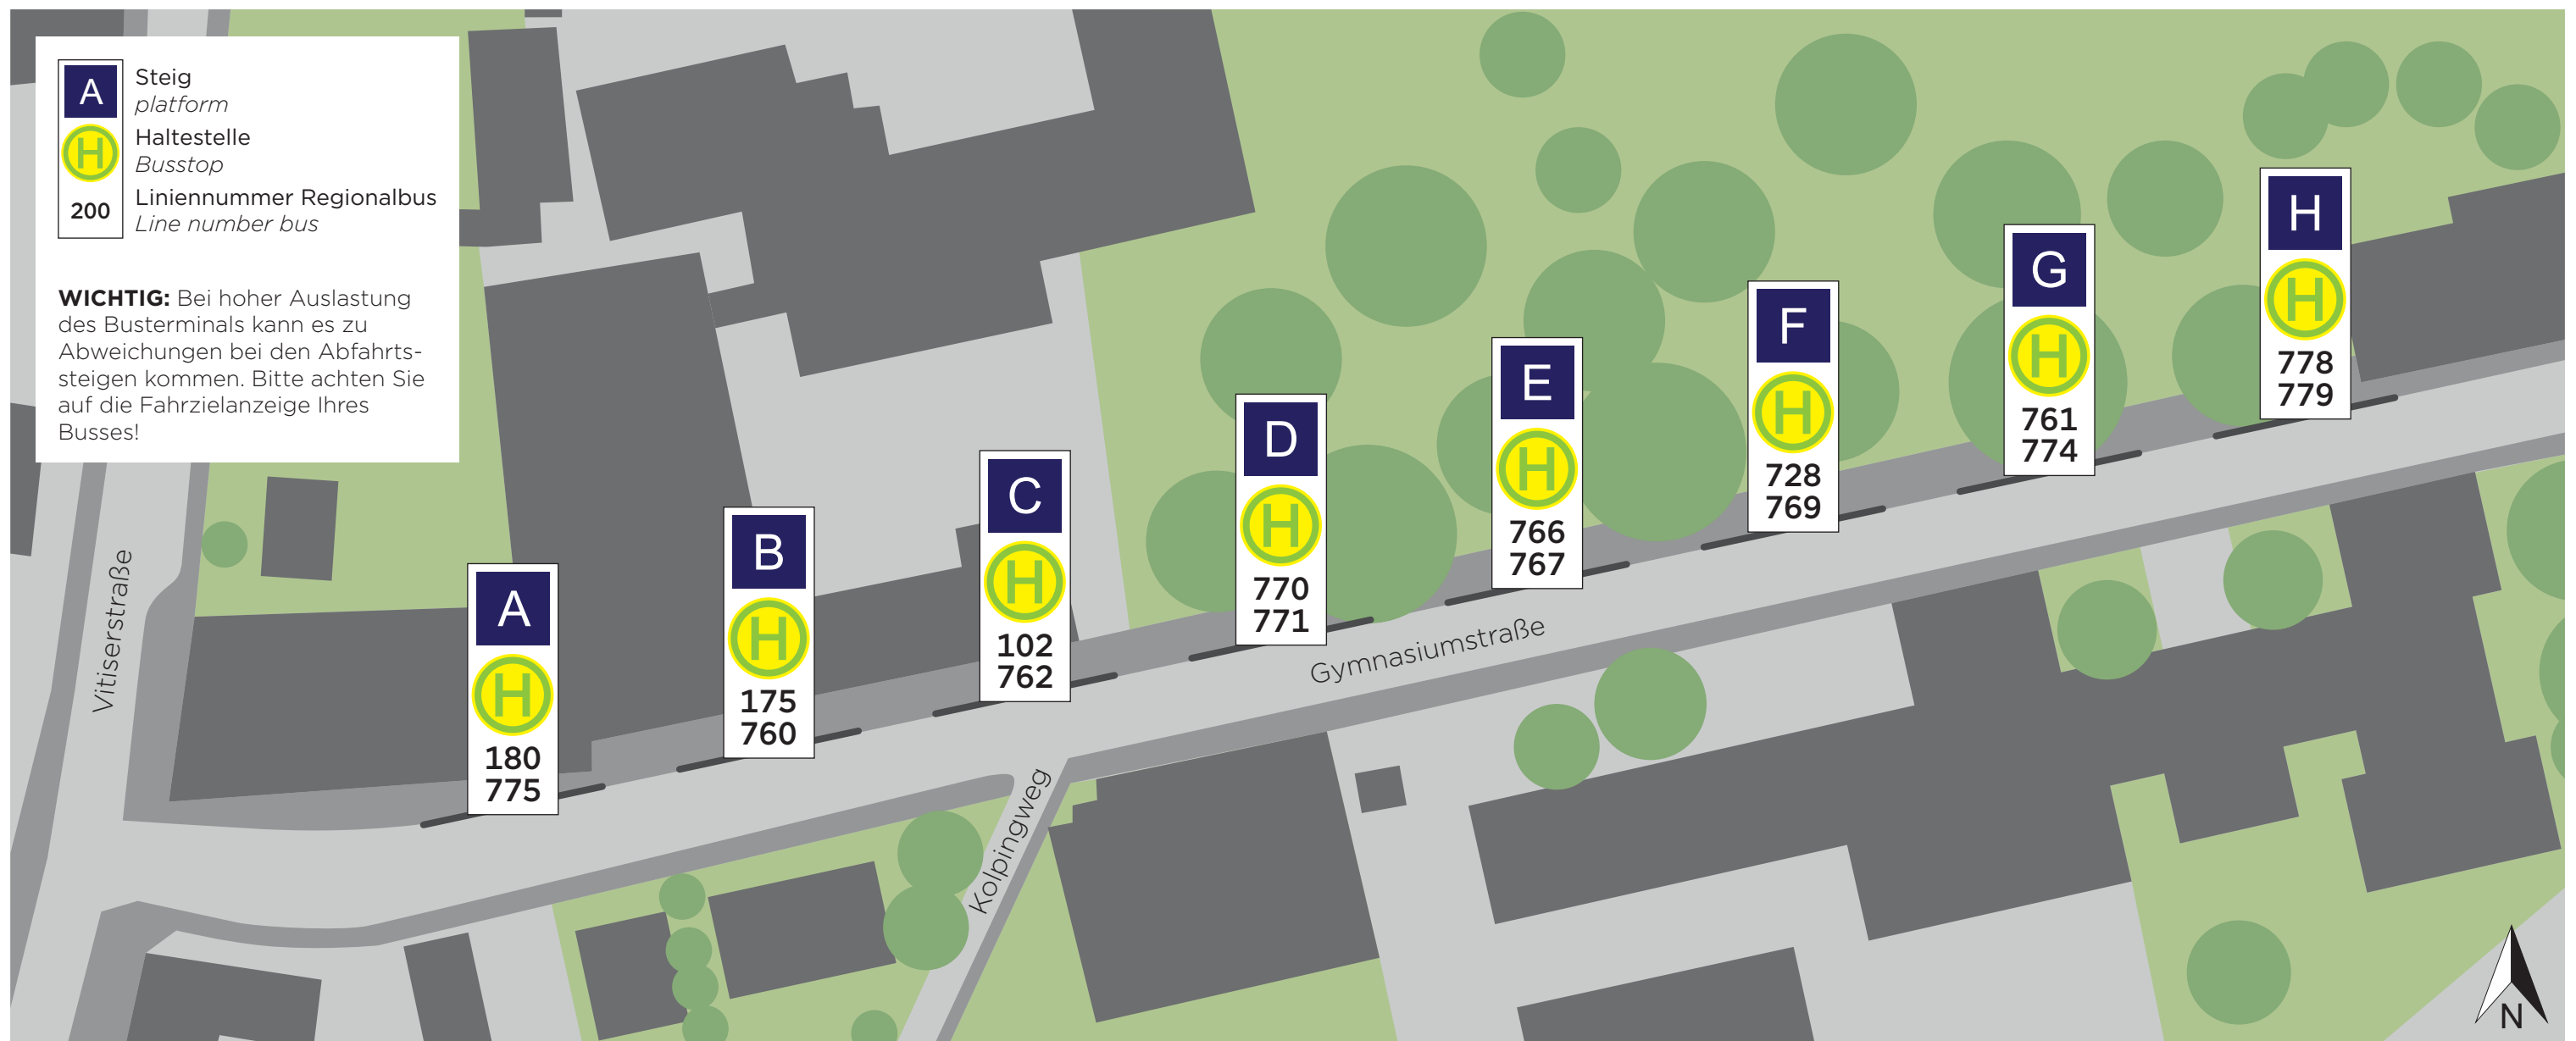 A
Steig
platform
H
Haltestelle
Busstop
200
Liniennummer Regionalbus
Line number bus
WICHTIG: Bei hoher Auslastung
des Busterminals kann es zu
Abweichungen bei den Abfahrts-
steigen kommen. Bitte achten Sie
auf die Fahrzielanzeige Ihres
Busses!
Vitiserstraße
A
H
180
775
B
H
175
760
C
H
102
762
D
H
770
771
E
H
766
767
F
H
728
769
G
H
761
774
H
H
778
779
Gymnasiumstraße
Kolpingweg
N